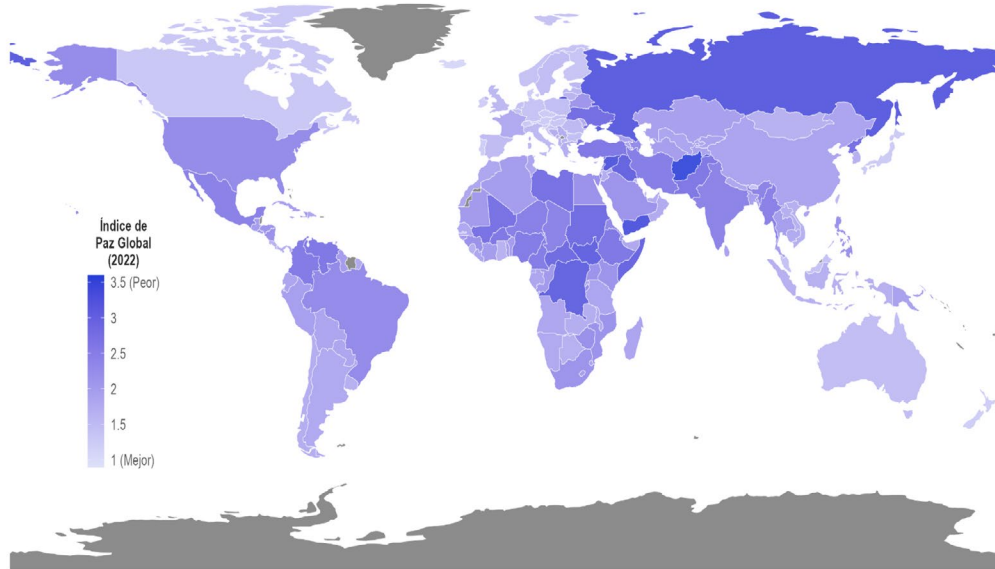 Índice de
Paz Global
(2022)
3.5 (Peor)
3
2.5
2
1.5
1 (Mejor)